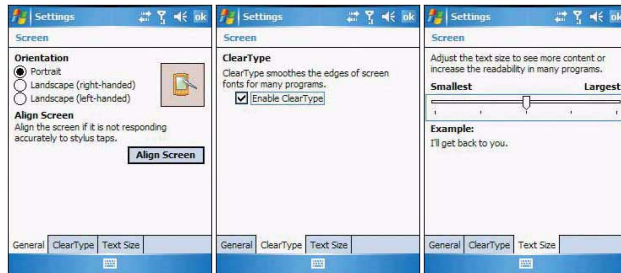 Settings
ok
Screen
Orientation
Portrait
Landscape (right-handed)
Landscape (left-handed)
Align Screen
Align the screen if it is not responding
accurately to stylus taps.
Align Screen
General ClearType Text Size
Settings
ok
Screen
ClearType
ClearType smoothes the edges of screen
fonts for many programs.
Enable ClearType
General ClearType Text Size
Settings
ok
Screen
Adjust the text size to see more content or
increase the readability in many programs.
Smallest Largest
Example:
I'll get back to you.
General ClearType Text Size